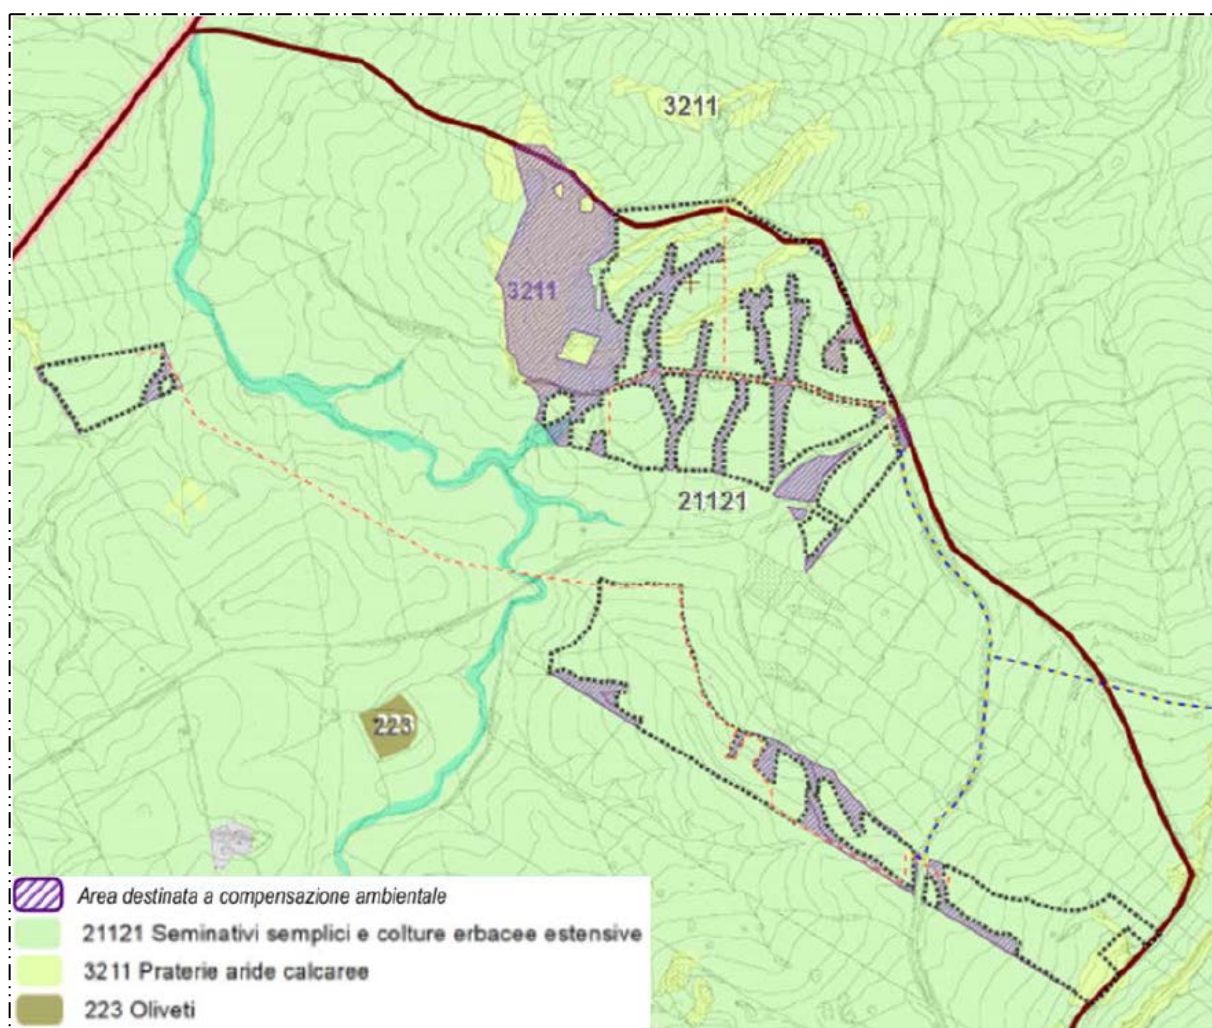 3211
3211
21121
223
Area destinata a compensazione ambientale
21121 Seminativi semplici e colture erbacee estensive
3211 Praterie aride calcaree
223 Oliveti